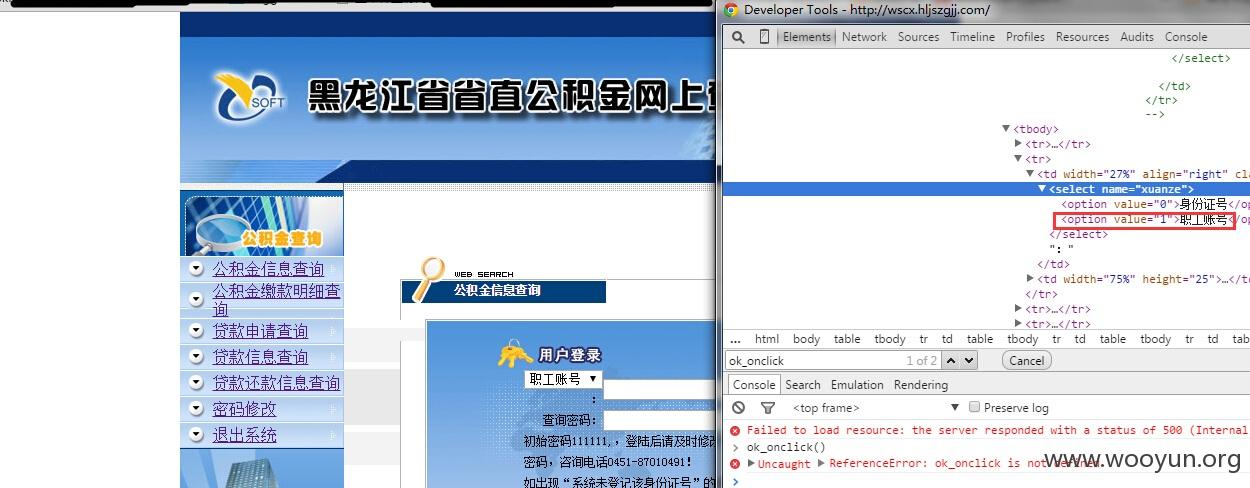 Developer Tools - http://wscx.hljszgjj.com/
SOFT
黑龙江省省直公积金网上
公积金查询
公积金信息查询
公积金缴款明细查询
贷款申请查询
贷款信息查询
贷款还款信息查询
密码修改
退出系统
WEB SEARCH
公积金信息查询
用户登录
职工账号
:
查询密码:
初始密码111111,，登陆后请及时修改
密码，咨询电话0451-87010491!
如出现“系统未登记该身份证号”的
Elements Network Sources Timeline Profiles Resources Audits Console
</select>
</td>
</tr>
-->
<tbody>
<tr>…</tr>
<tr>
<td width="27%" align="right" cla
<select name="xuanze">
<option value="0">身份证号</op
<option value="1">职工账号</op
</select>
":"
</td>
<td width="75%" height="25">…</t
</tr>
<tr>…</tr>
<tr>…</tr>
... html body table tbody tr td table tbody tr td tab
ok_onclick 1 of 2 Cancel
Console Search Emulation Rendering
<top frame> Preserve log
Failed to load resource: the server responded with a status of 500 (Internal
ok_onclick()
Uncaught ReferenceError: ok_onclick is not defined
www.wooyun.org